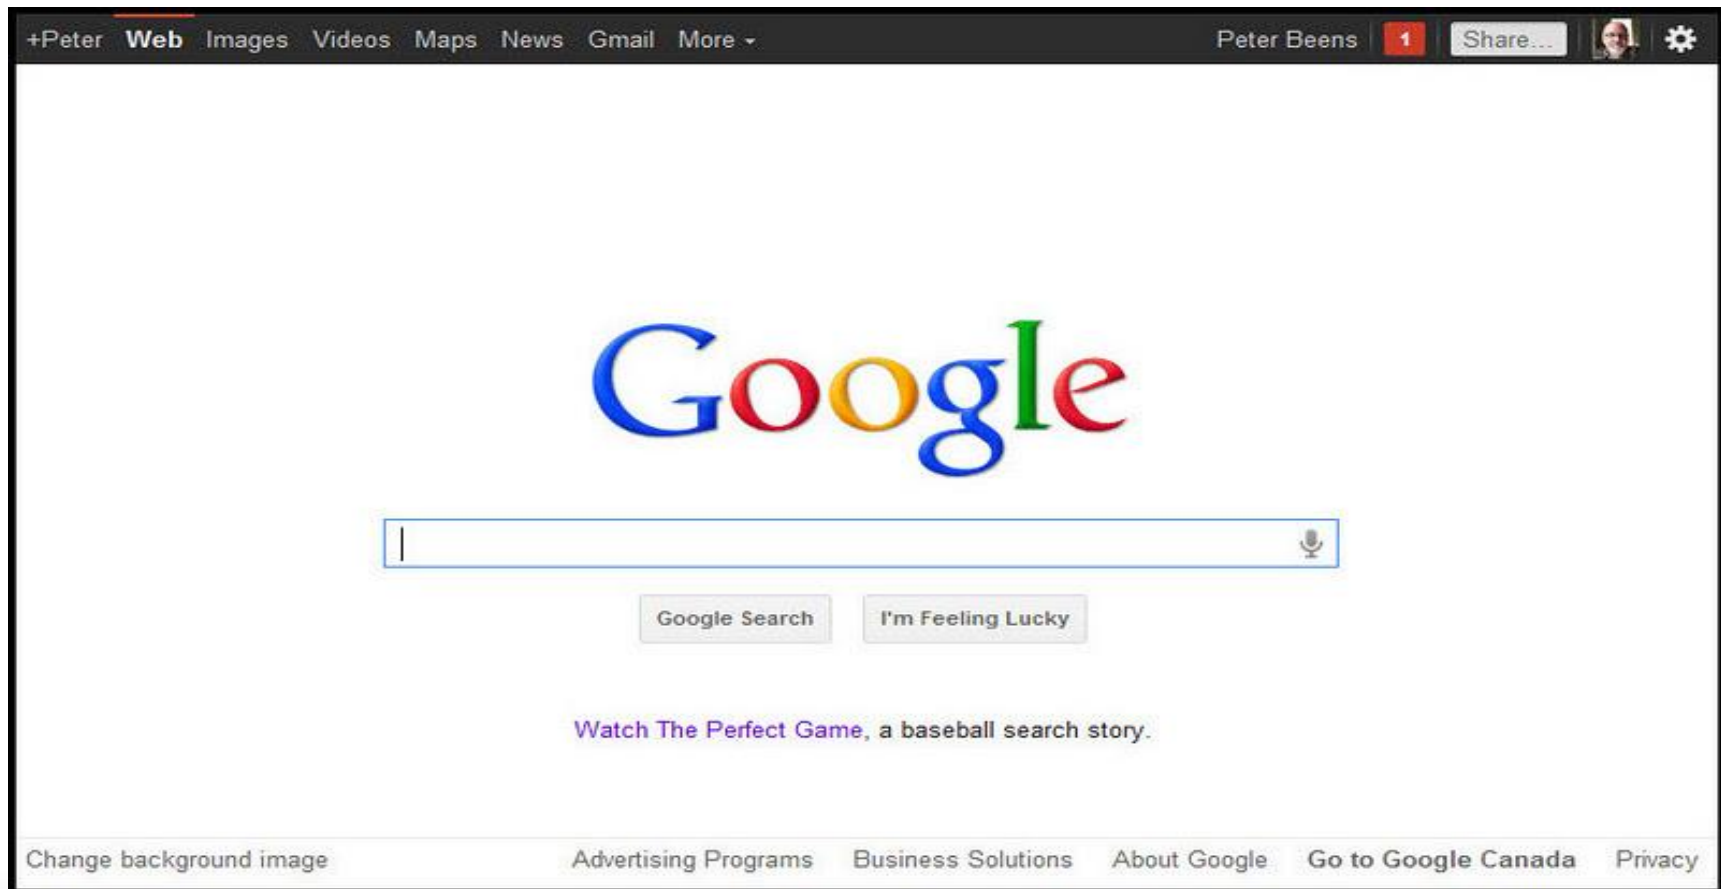 +Peter Web Images Videos Maps News Gmail More Peter Beens 1 Share...
Google
Google Search I'm Feeling Lucky
Watch The Perfect Game, a baseball search story.
Change background image Advertising Programs Business Solutions About Google Go to Google Canada Privacy